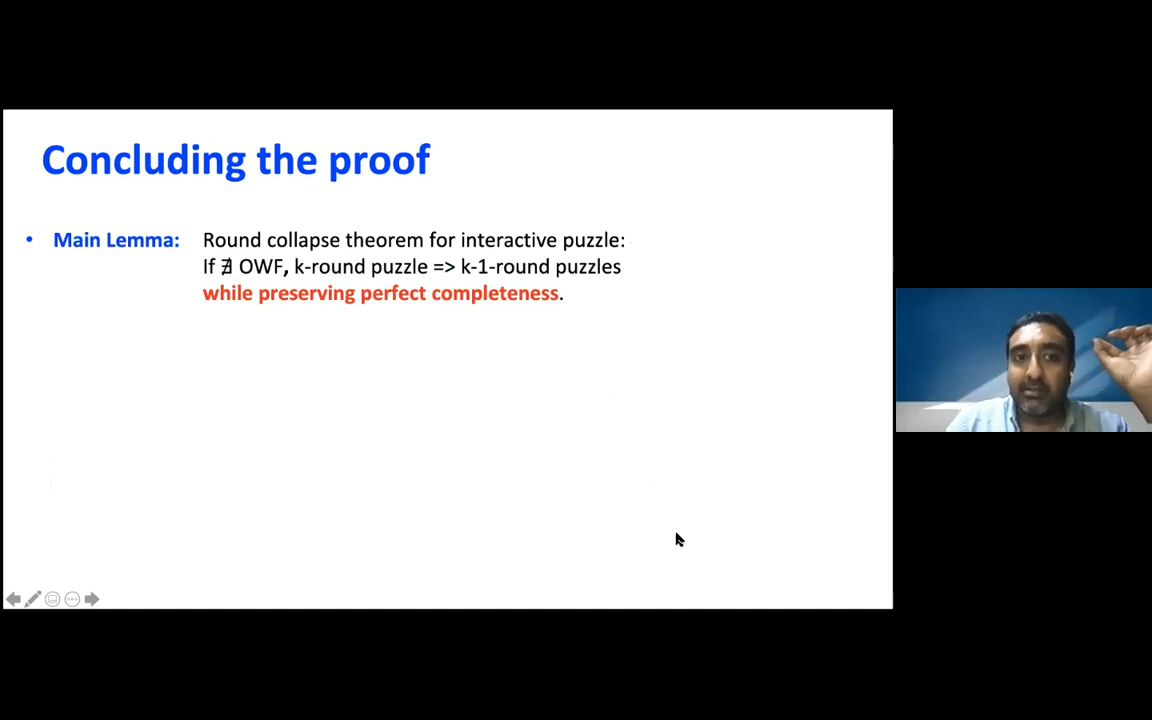 Concluding the proof
• Main Lemma: Round collapse theorem for interactive puzzle:
If ∄ OWF, k-round puzzle => k-1-round puzzles
while preserving perfect completeness.